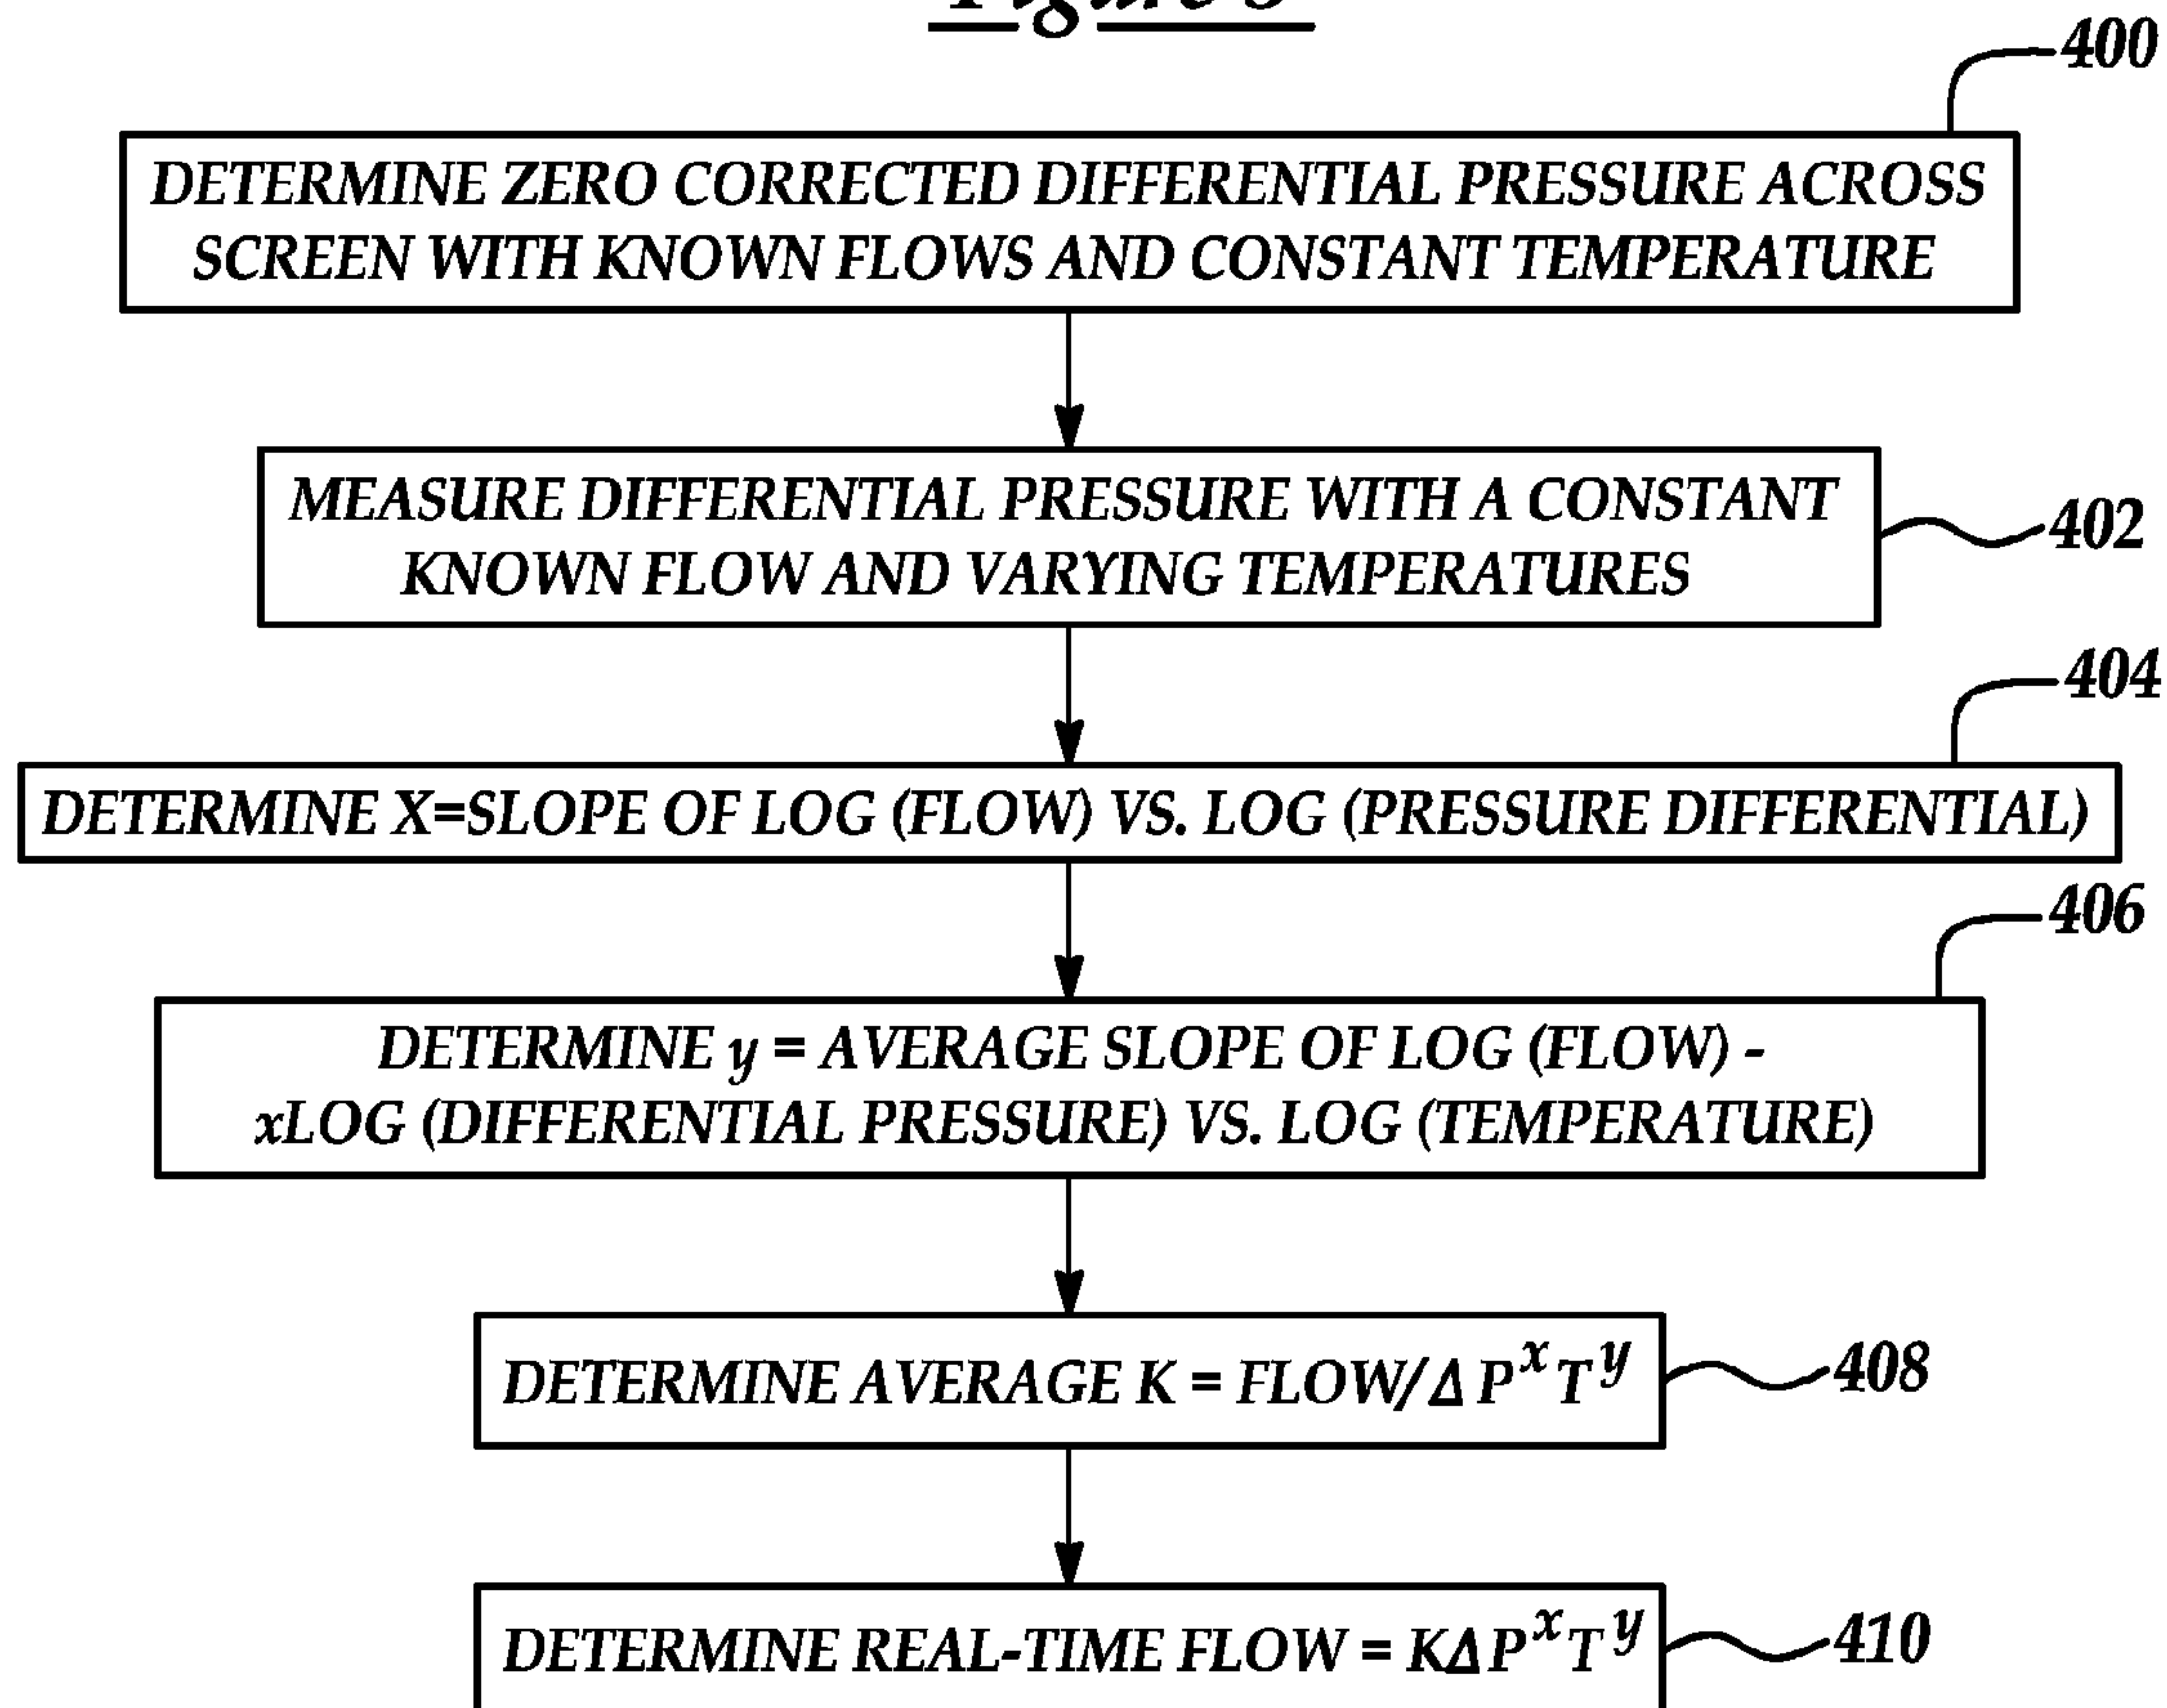 400
DETERMINE ZERO CORRECTED DIFFERENTIAL PRESSURE ACROSS
SCREEN WITH KNOWN FLOWS AND CONSTANT TEMPERATURE
MEASURE DIFFERENTIAL PRESSURE WITH A CONSTANT
KNOWN FLOW AND VARYING TEMPERATURES
402
404
DETERMINE X=SLOPE OF LOG (FLOW) VS. LOG (PRESSURE DIFFERENTIAL)
406
DETERMINE y = AVERAGE SLOPE OF LOG (FLOW) -
xLOG (DIFFERENTIAL PRESSURE) VS. LOG (TEMPERATURE)
DETERMINE AVERAGE K = FLOW/Δ P^x T^y
408
DETERMINE REAL-TIME FLOW = KΔP^x T^y
410